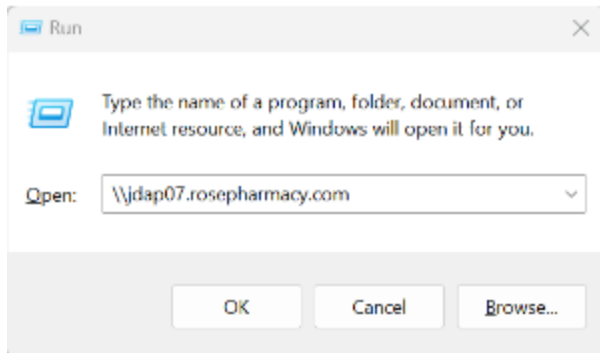 Run
Type the name of a program, folder, document, or
Internet resource, and Windows will open it for you.
Open: \\jdap07.rosepharmacy.com
OK Cancel Browse...